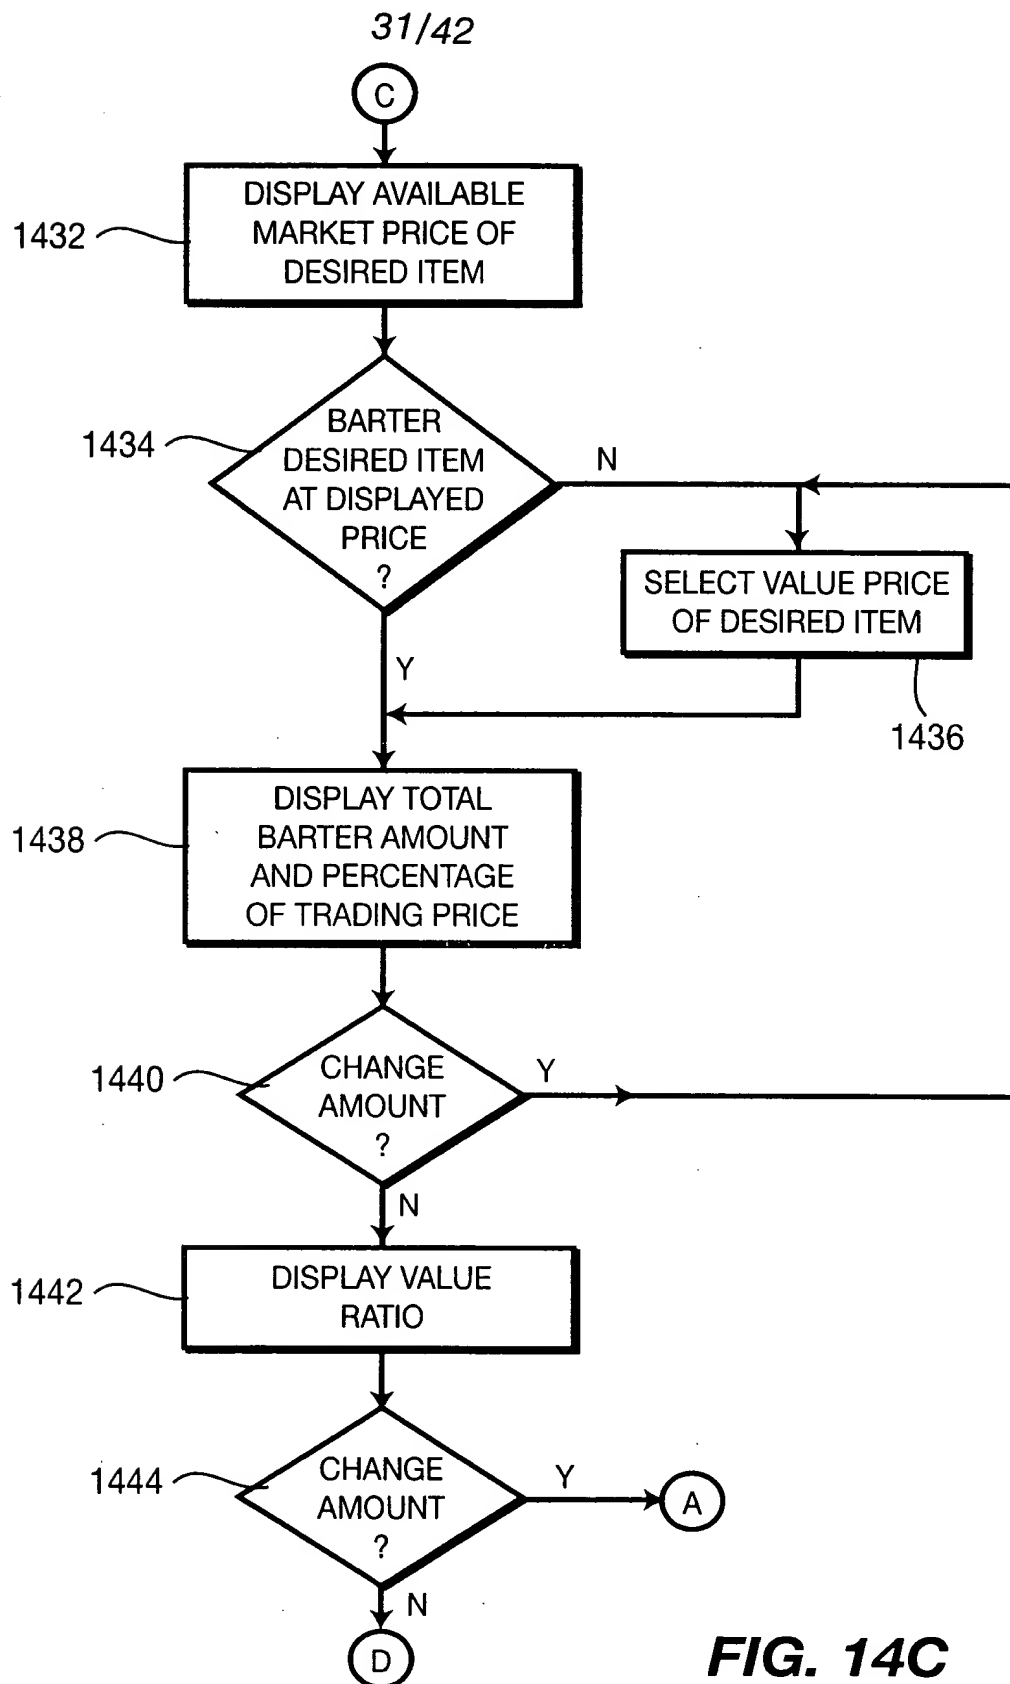 31/42
C
DISPLAY AVAILABLE
MARKET PRICE OF
DESIRED ITEM
1432
BARTER
DESIRED ITEM
AT DISPLAYED
PRICE
?
1434
N
SELECT VALUE PRICE
OF DESIRED ITEM
1436
Y
DISPLAY TOTAL
BARTER AMOUNT
AND PERCENTAGE
OF TRADING PRICE
1438
CHANGE
AMOUNT
?
1440
Y
N
DISPLAY VALUE
RATIO
1442
CHANGE
AMOUNT
?
1444
Y
A
N
D
FIG. 14C